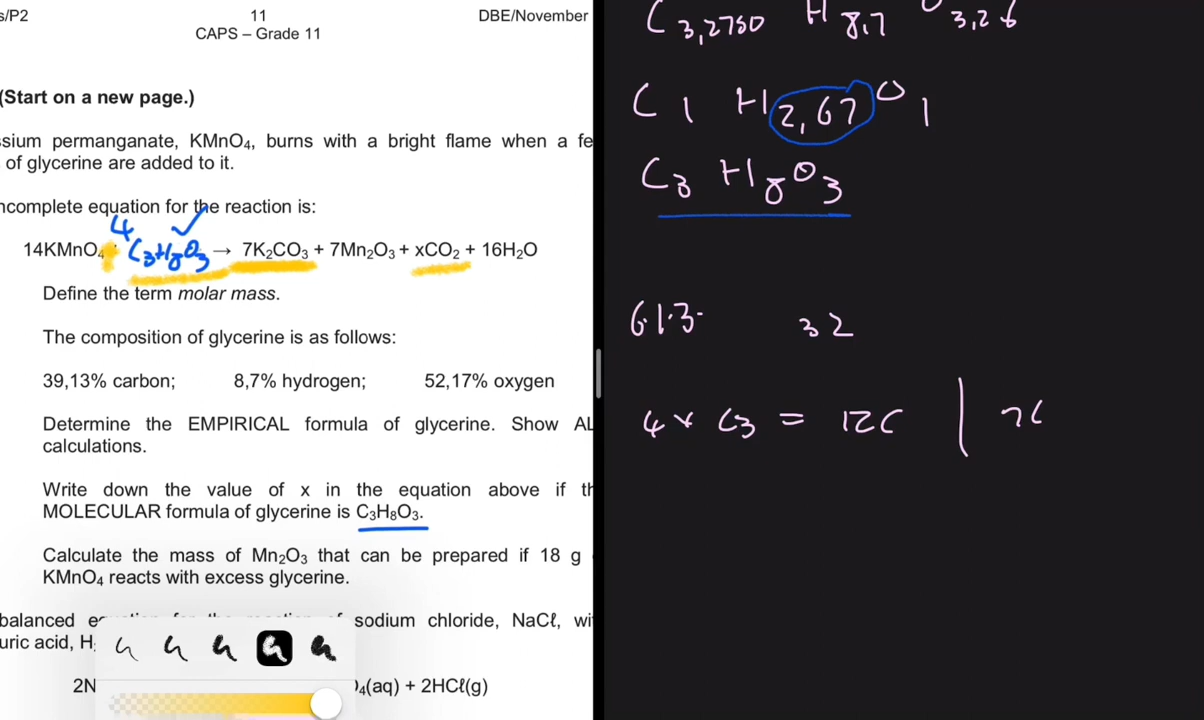 s/P2 11 DBE/November
CAPS – Grade 11
(Start on a new page.)
ssium permanganate, KMnO₄, burns with a bright flame when a fe
of glycerine are added to it.
ncomplete equation for the reaction is:
4
14KMnO₄ C₃H₈O₃ → 7K₂CO₃ + 7Mn₂O₃ + xCO₂ + 16H₂O
Define the term molar mass.
The composition of glycerine is as follows:
39,13% carbon; 8,7% hydrogen; 52,17% oxygen
Determine the EMPIRICAL formula of glycerine. Show AL
calculations.
Write down the value of x in the equation above if th
MOLECULAR formula of glycerine is C₃H₈O₃.
Calculate the mass of Mn₂O₃ that can be prepared if 18 g
KMnO₄ reacts with excess glycerine.
balanced sodium chloride, NaCℓ, wi
uric acid, H
2N ₄(aq) + 2HCℓ(g)
C 3,2750 H 8,7 O 3,26
C 1 H 2,67 O 1
C₃ H₈ O₃
6.1.3. 32
4 × C3 = 12C | 7C